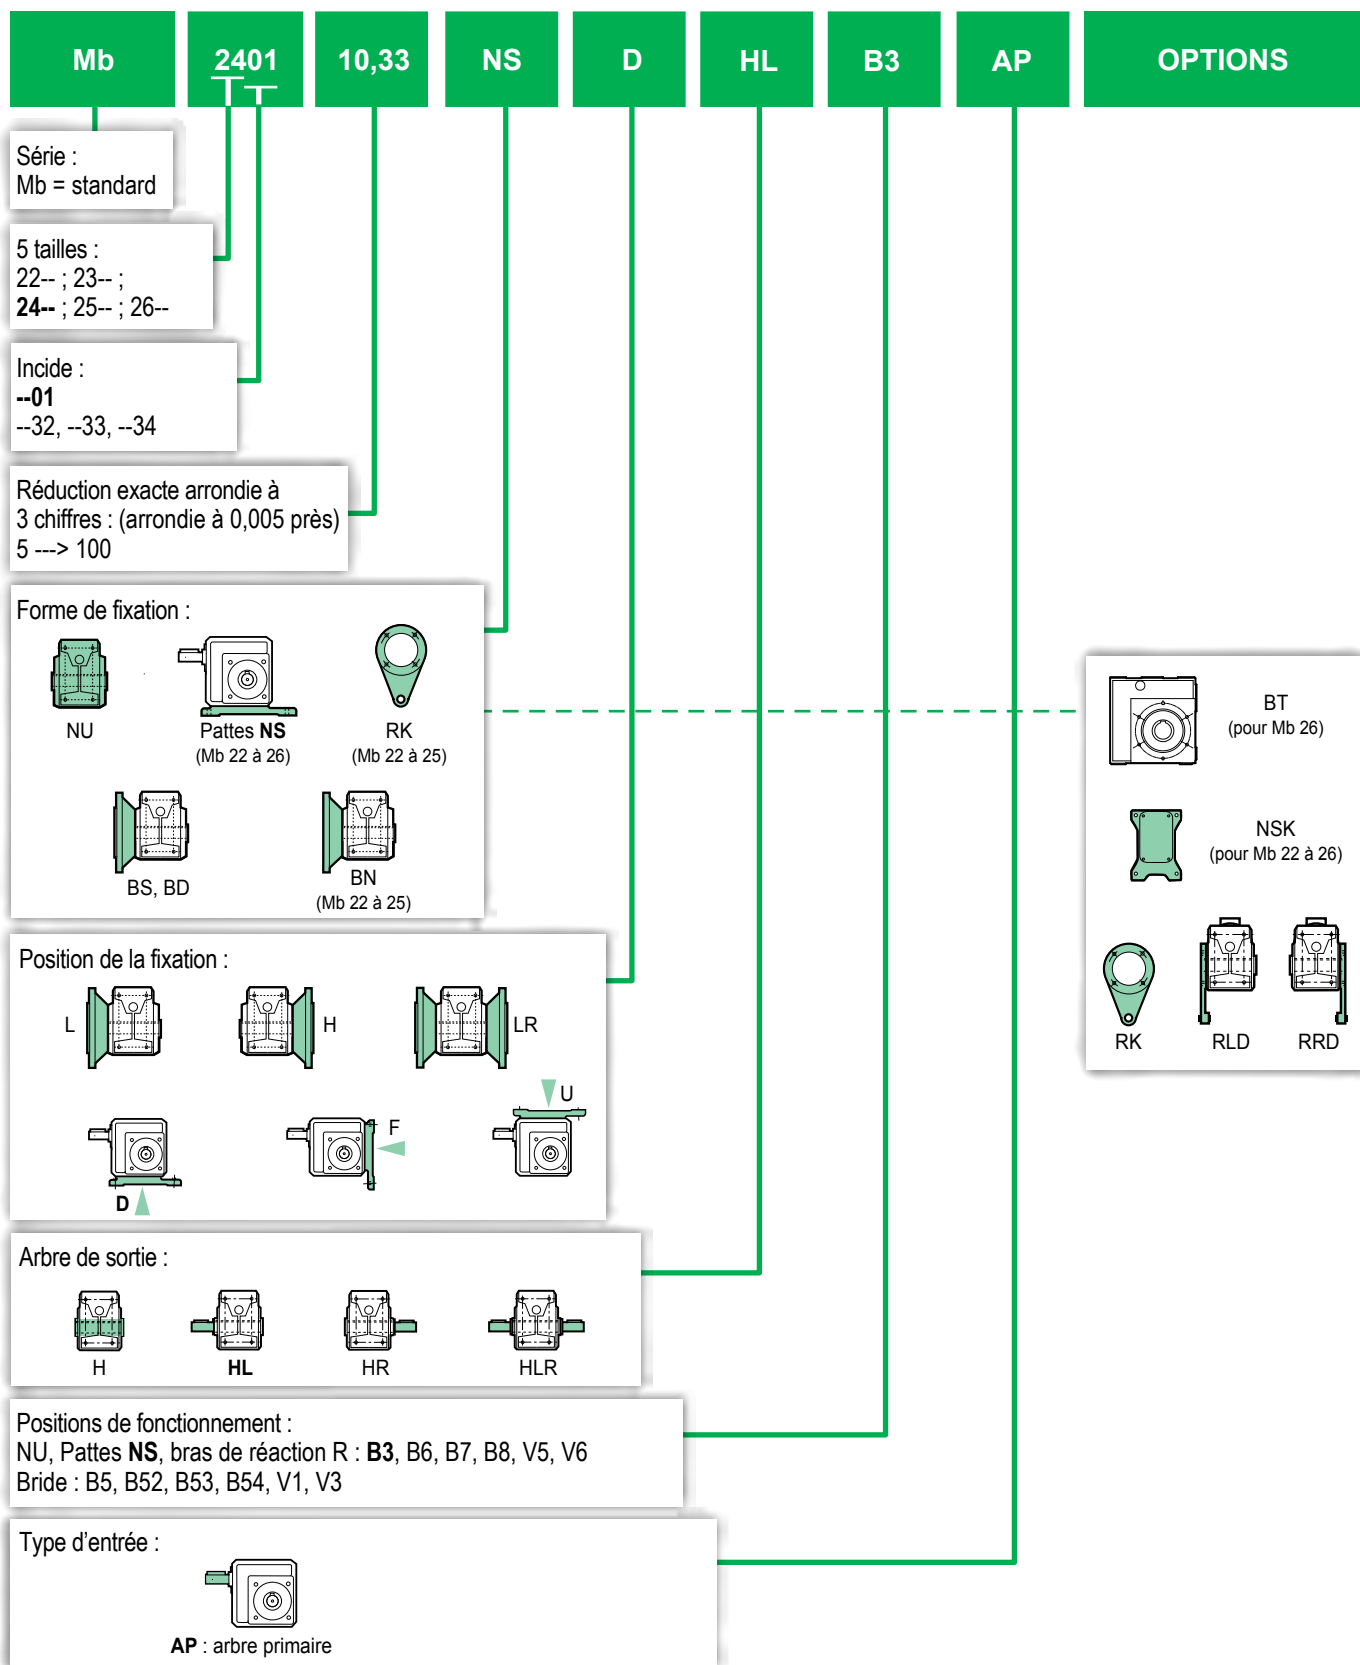 Mb 2401 10,33 NS D HL B3 AP OPTIONS
Série :
Mb = standard
5 tailles :
22-- ; 23-- ;
24-- ; 25-- ; 26--
Incide :
--01
--32, --33, --34
Réduction exacte arrondie à
3 chiffres : (arrondie à 0,005 près)
5 ---> 100
Forme de fixation :
NU
Pattes NS
(Mb 22 à 26)
RK
(Mb 22 à 25)
BS, BD
BN
(Mb 22 à 25)
BT
(pour Mb 26)
NSK
(pour Mb 22 à 26)
RK
RLD
RRD
Position de la fixation :
L
H
LR
D
F
U
Arbre de sortie :
H
HL
HR
HLR
Positions de fonctionnement :
NU, Pattes NS, bras de réaction R : B3, B6, B7, B8, V5, V6
Bride : B5, B52, B53, B54, V1, V3
Type d'entrée :
AP : arbre primaire